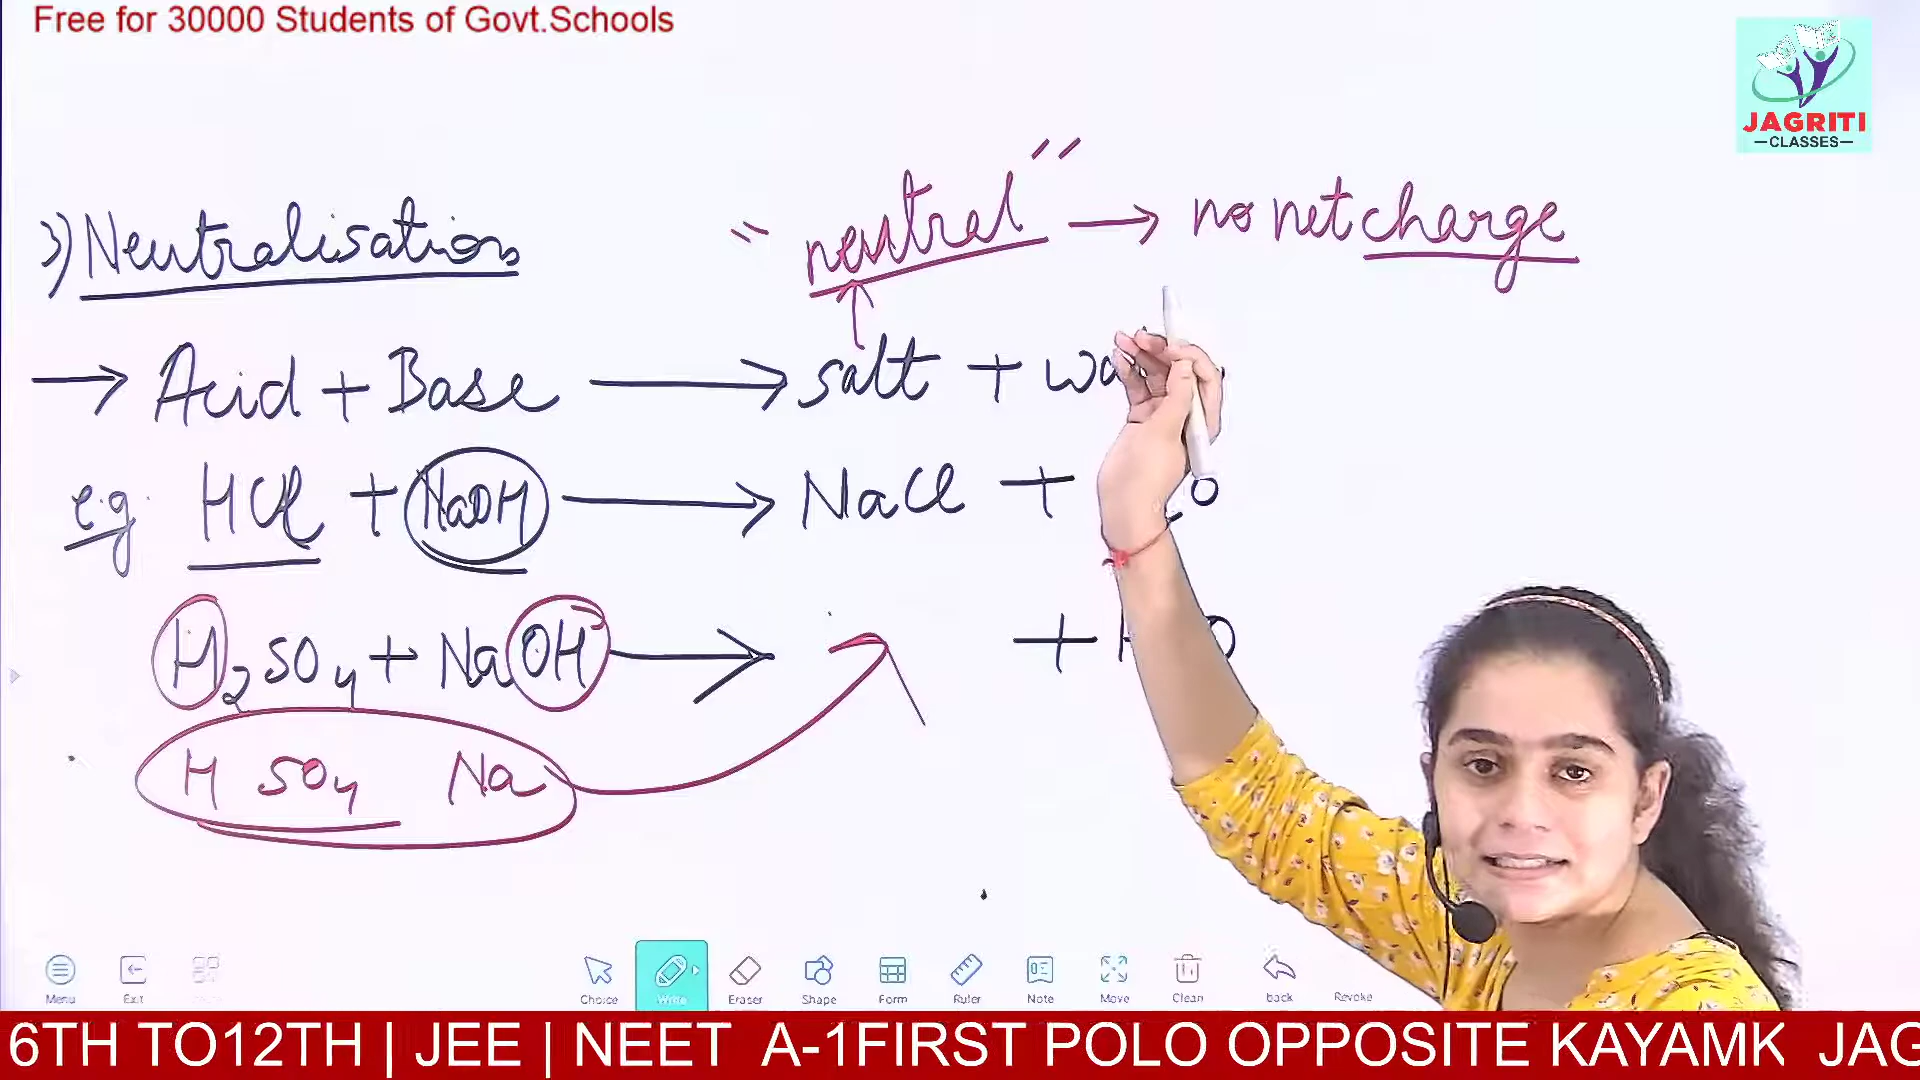 Free for 30000 Students of Govt.Schools
JAGRITI
CLASSES
3) Neutralisation " neutral " → no net charge
→ Acid + Base → salt +
e.g. HCl + NaOH → NaCl +
H₂SO₄ + NaOH → +
H SO₄ Na
Menu Exit Choice Write Eraser Shape Form Ruler Note Move Clean back Revoke
6TH TO12TH | JEE | NEET A-1FIRST POLO OPPOSITE KAYAMK JAG